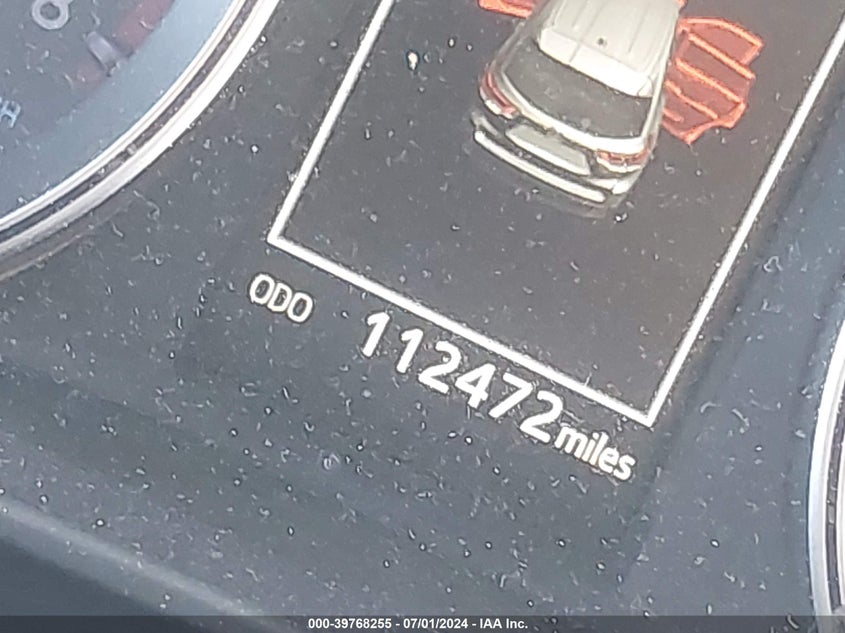 ODO 112472 miles
000-39768255 - 07/01/2024 - IAA Inc.